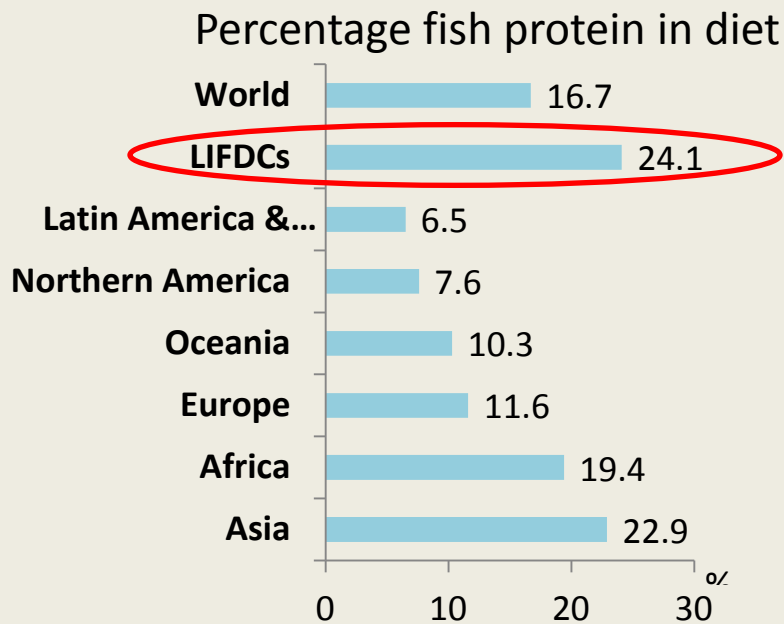 Percentage fish protein in diet
World 16.7
LIFDCs 24.1
Latin America &... 6.5
Northern America 7.6
Oceania 10.3
Europe 11.6
Africa 19.4
Asia 22.9
%
0 10 20 30